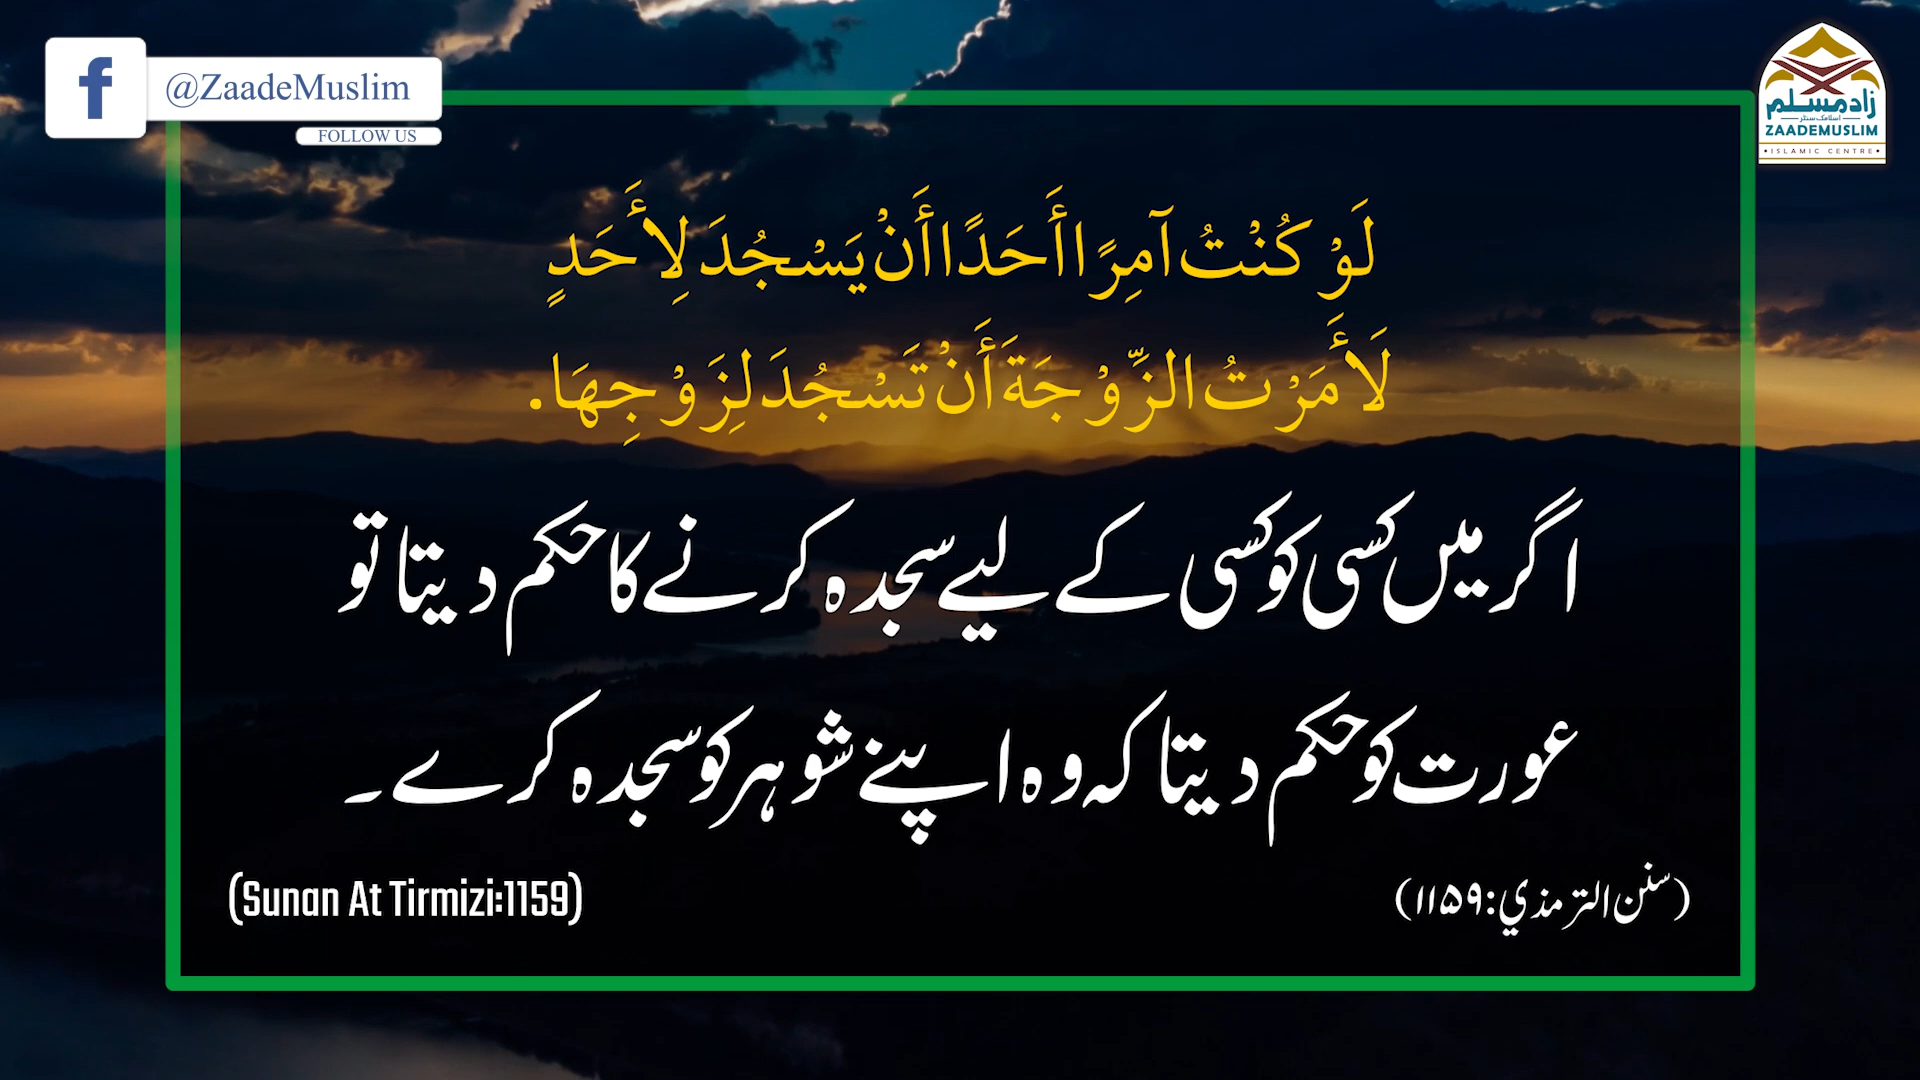 @ZaadeMuslim
FOLLOW US
زادمسلم
اسلامک سنٹر
ZAADEMUSLIM
•ISLAMIC CENTRE•
لَوْ كُنْتُ آمِرًا أَحَدًا أَنْ يَسْجُدَ لِأَحَدٍ
لَأَمَرْتُ الزَّوْجَةَ أَنْ تَسْجُدَ لِزَوْجِهَا.
اگر میں کسی کو کسی کے لیے سجدہ کرنے کا حکم دیتا تو
عورت کو حکم دیتا کہ وہ اپنے شوہر کو سجدہ کرے۔
(Sunan At Tirmizi:1159)
(سنن الترمذي:۱۱۵۹)